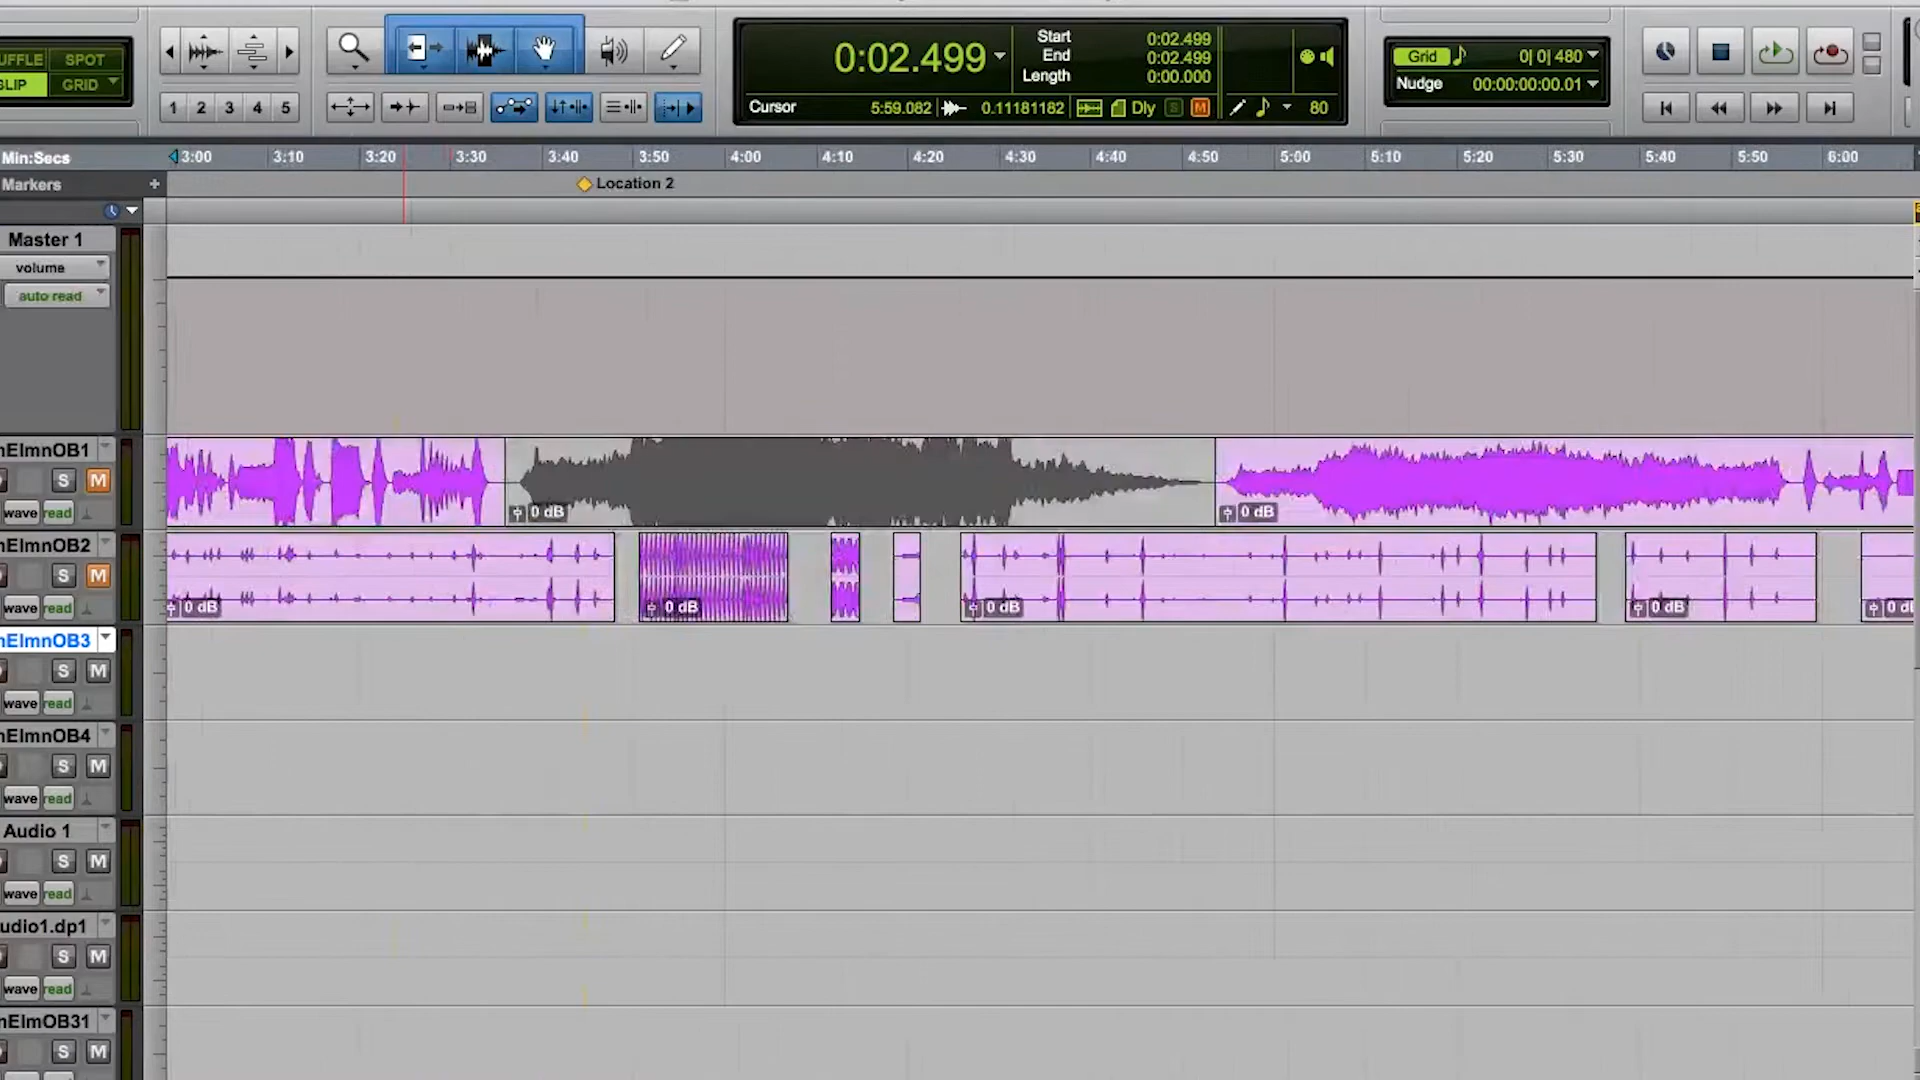 UFFLE SPOT
SLIP GRID
1 2 3 4 5
0:02.499
Start 0:02.499
End 0:02.499
Length 0:00.000
Cursor 5:59.082 0.11181182 Dly S M 80
Grid 0| 0| 480
Nudge 00:00:00:00.01
Min:Secs 3:00 3:10 3:20 3:30 3:40 3:50 4:00 4:10 4:20 4:30 4:40 4:50 5:00 5:10 5:20 5:30 5:40 5:50 6:00
Markers + Location 2
Master 1
volume
auto read
nElmnOB1
S M
wave read
0 dB 0 dB
nElmnOB2
S M
wave read
0 dB 0 dB 0 dB 0 dB 0 dB
nElmnOB3
S M
wave read
nElmnOB4
S M
wave read
Audio 1
S M
wave read
udio1.dp1
S M
wave read
nElmOB31
S M